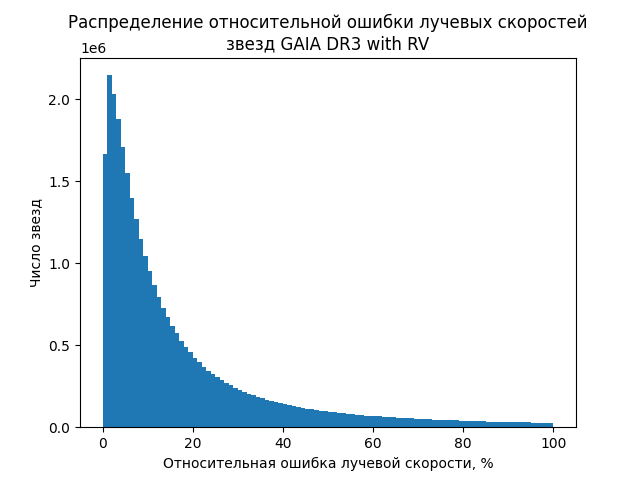 Распределение относительной ошибки лучевых скоростей
звезд GAIA DR3 with RV
1e6
2.0
1.5
1.0
0.5
0.0
Число звезд
0 20 40 60 80 100
Относительная ошибка лучевой скорости, %